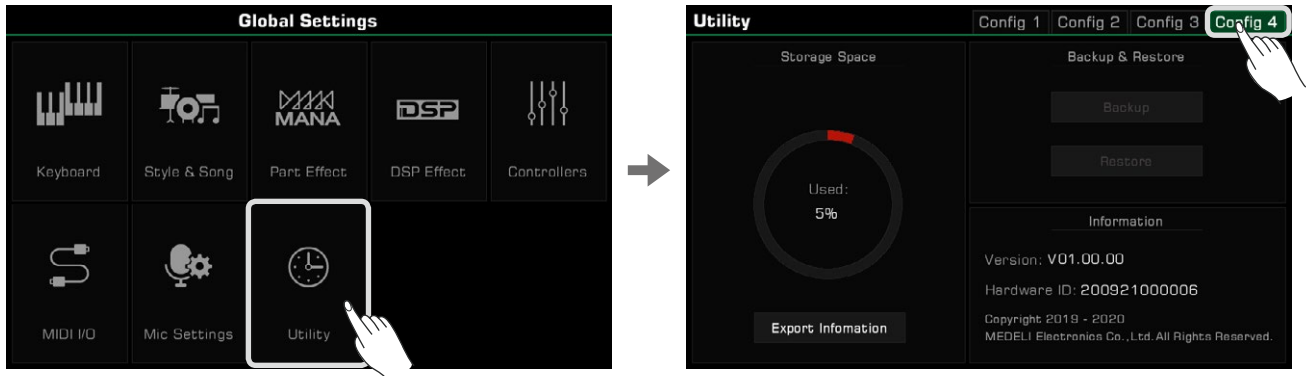 Global Settings
MANA
DSP
Keyboard
Style & Song
Part Effect
DSP Effect
Controllers
MIDI I/O
Mic Settings
Utility
Utility
Config 1
Config 2
Config 3
Config 4
Storage Space
Used:
5%
Export Infomation
Backup & Restore
Backup
Restore
Information
Version: V01.00.00
Hardware ID: 200921000006
Copyright 2019 - 2020
MEDELI Electronics Co.,Ltd.All Rights Reserved.